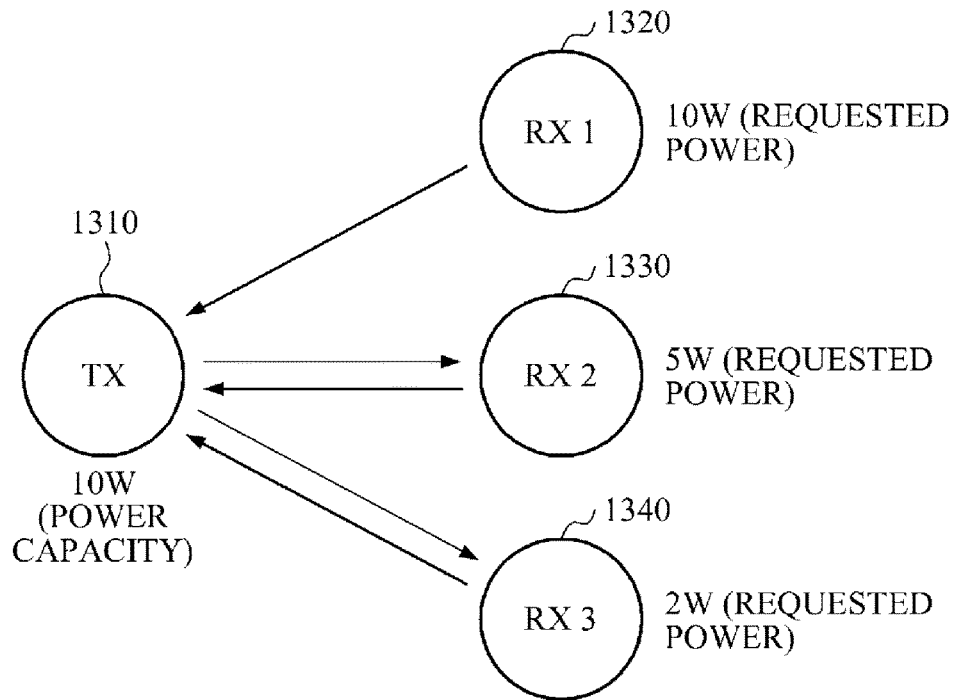 1320
RX 1
10W (REQUESTED
POWER)
1310
TX
10W
(POWER
CAPACITY)
1330
RX 2
5W (REQUESTED
POWER)
1340
RX 3
2W (REQUESTED
POWER)